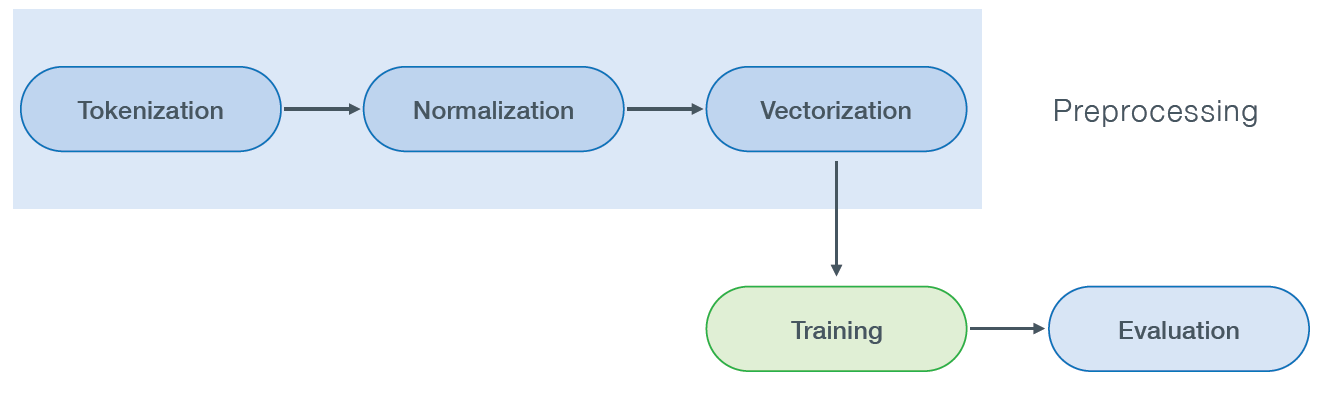 Tokenization
Normalization
Vectorization
Preprocessing
Training
Evaluation